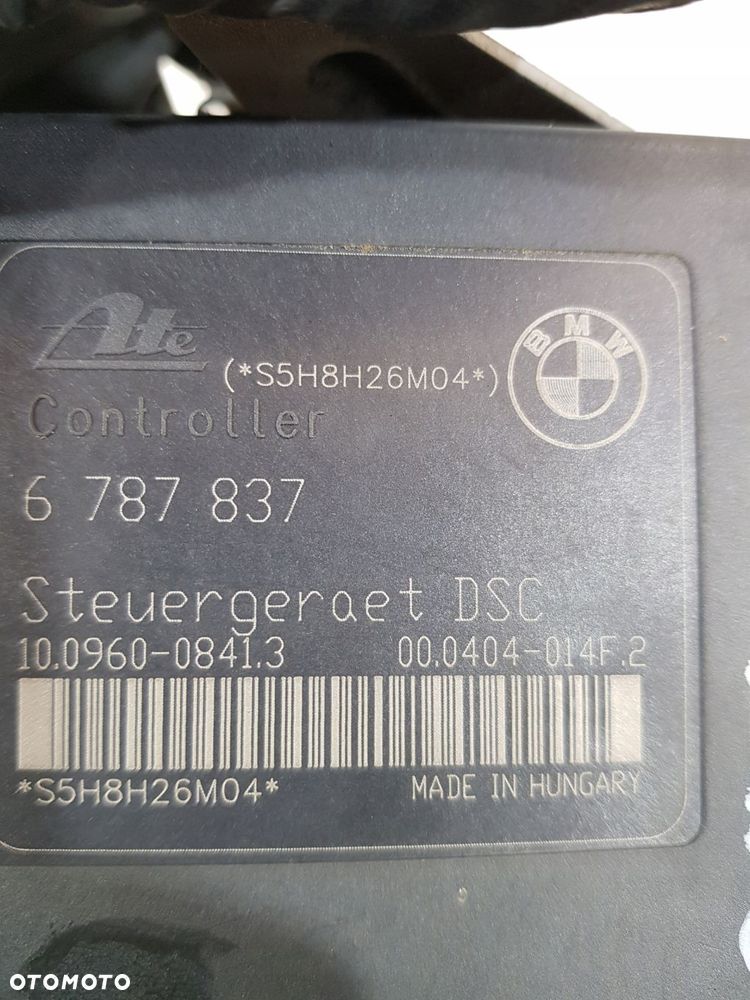 Ate
(*S5H8H26M04*)
BMW
Controller
6 787 837
Steuergeraet DSC
10.0960-0841.3 00.0404-014F.2
*S5H8H26M04* MADE IN HUNGARY
OTOMOTO